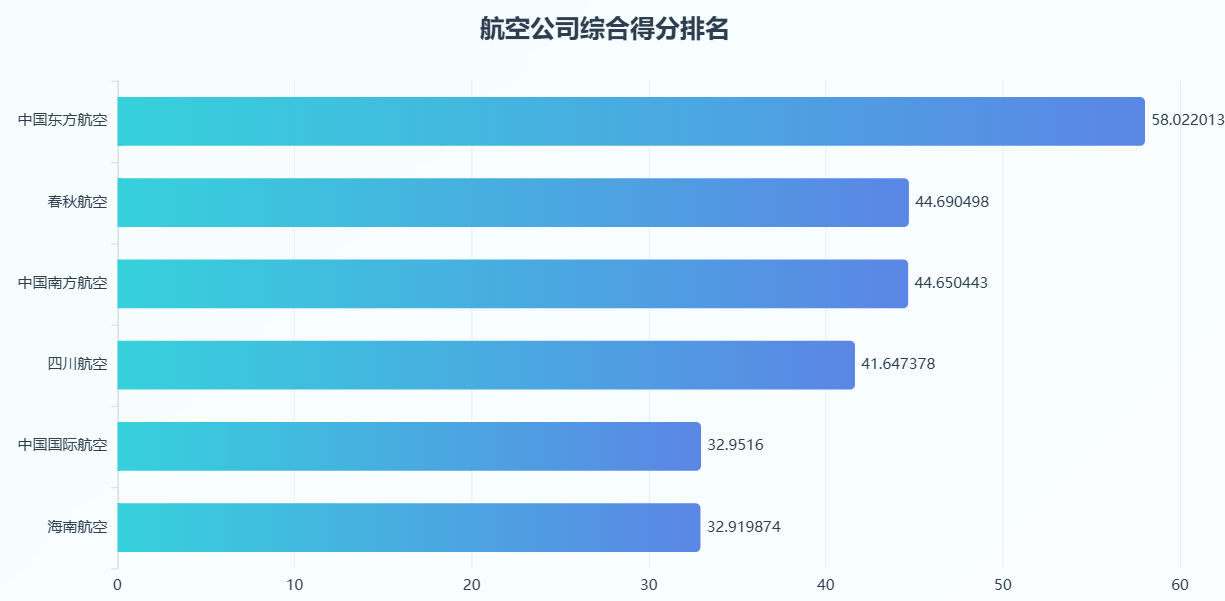 航空公司综合得分排名
中国东方航空 58.022013
春秋航空 44.690498
中国南方航空 44.650443
四川航空 41.647378
中国国际航空 32.9516
海南航空 32.919874
0 10 20 30 40 50 60